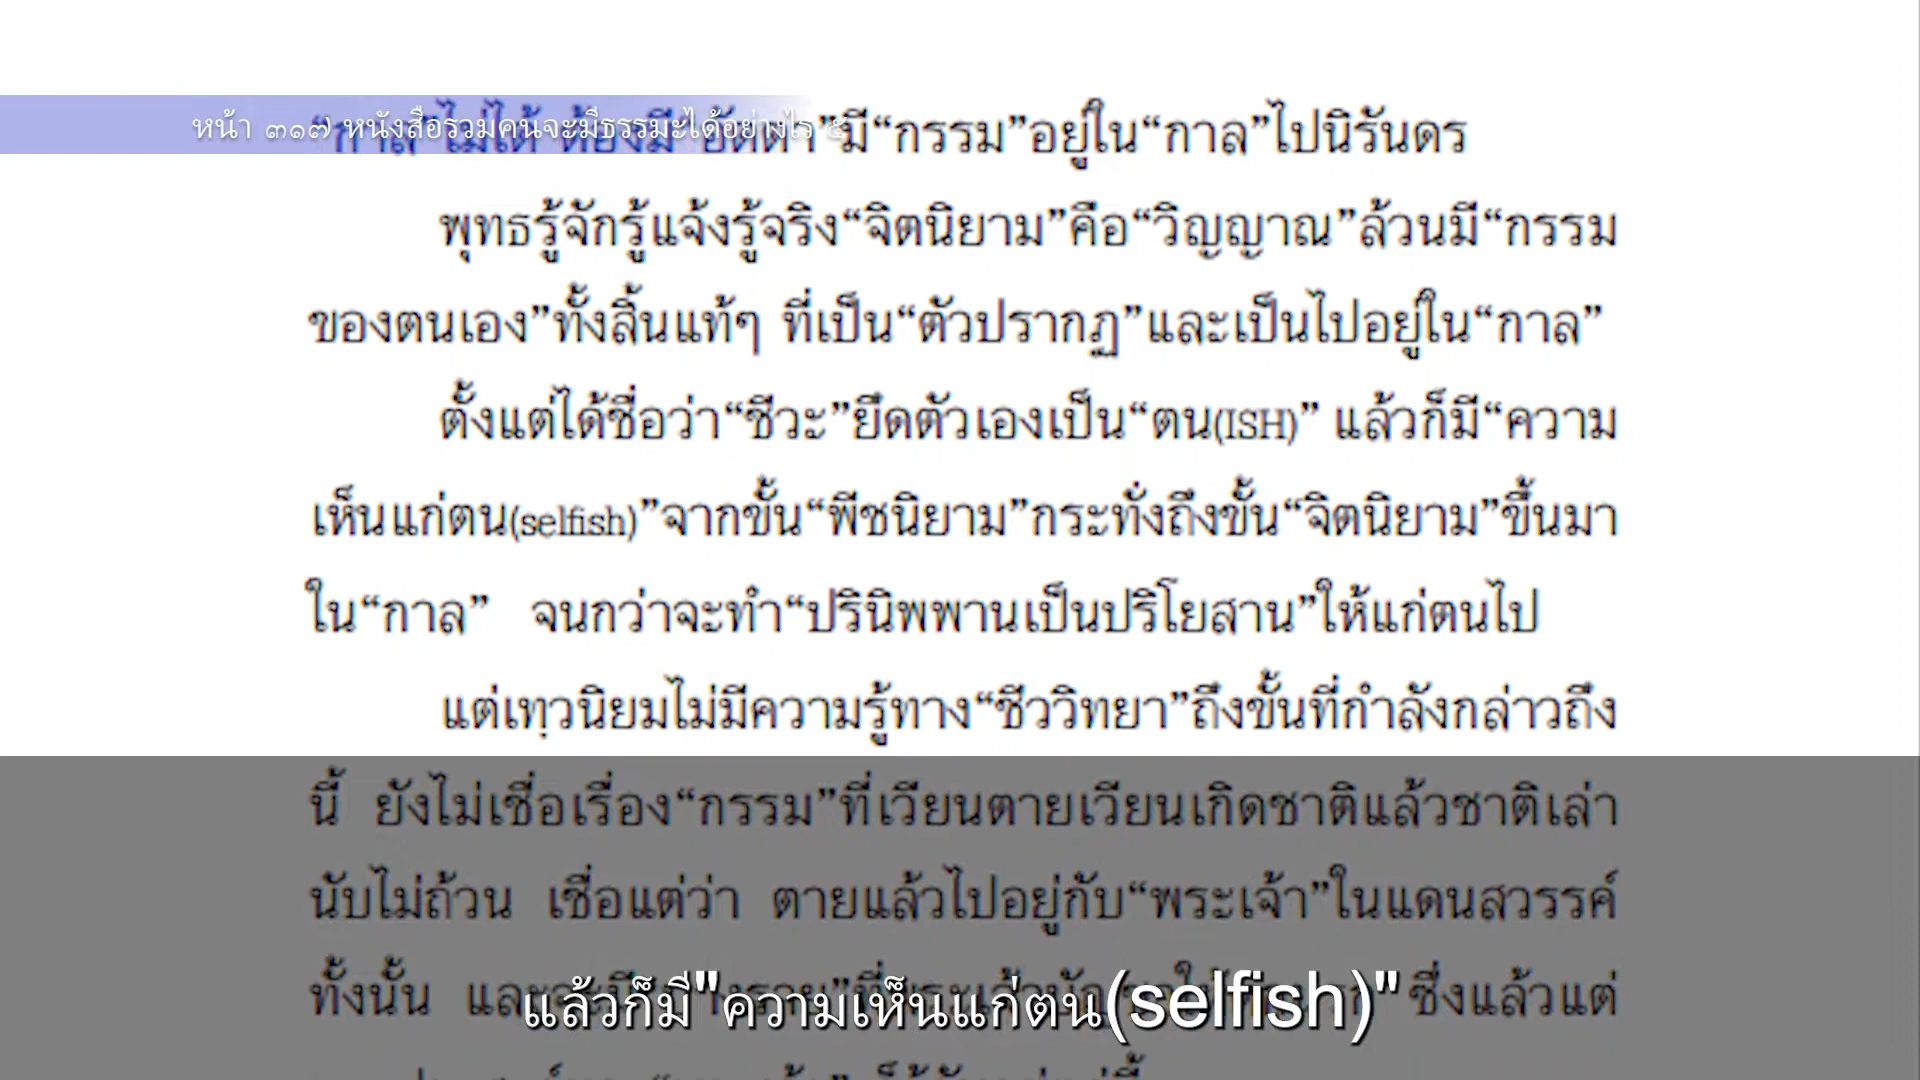 หน้า ๓๑๗ หนังสือรวมคนจะมีธรรมะได้อย่างไร ๕
“กาล”ไม่ได้ ต้องมี“อัตตา”มี“กรรม”อยู่ใน“กาล”ไปนิรันดร
พุทธรู้จักรู้แจ้งรู้จริง“จิตนิยาม”คือ“วิญญาณ”ล้วนมี“กรรม
ของตนเอง”ทั้งสิ้นแท้ๆ ที่เป็น“ตัวปรากฏ”และเป็นไปอยู่ใน“กาล”
ตั้งแต่ได้ชื่อว่า“ชีวะ”ยึดตัวเองเป็น“ตน(ISH)” แล้วก็มี“ความ
เห็นแก่ตน(selfish)”จากขั้น“พีชนิยาม”กระทั่งถึงขั้น“จิตนิยาม”ขึ้นมา
ใน“กาล” จนกว่าจะทำ“ปรินิพพานเป็นปริโยสาน”ให้แก่ตนไป
แต่เทฺวนิยมไม่มีความรู้ทาง“ชีววิทยา”ถึงขั้นที่กำลังกล่าวถึง
นี้ ยังไม่เชื่อเรื่อง“กรรม”ที่เวียนตายเวียนเกิดชาติแล้วชาติเล่า
นับไม่ถ้วน เชื่อแต่ว่า ตายแล้วไปอยู่กับ“พระเจ้า”ในแดนสวรรค์
ทั้งนั้น ซึ่งแล้วแต่
แล้วก็มี"ความเห็นแก่ตน(selfish)"